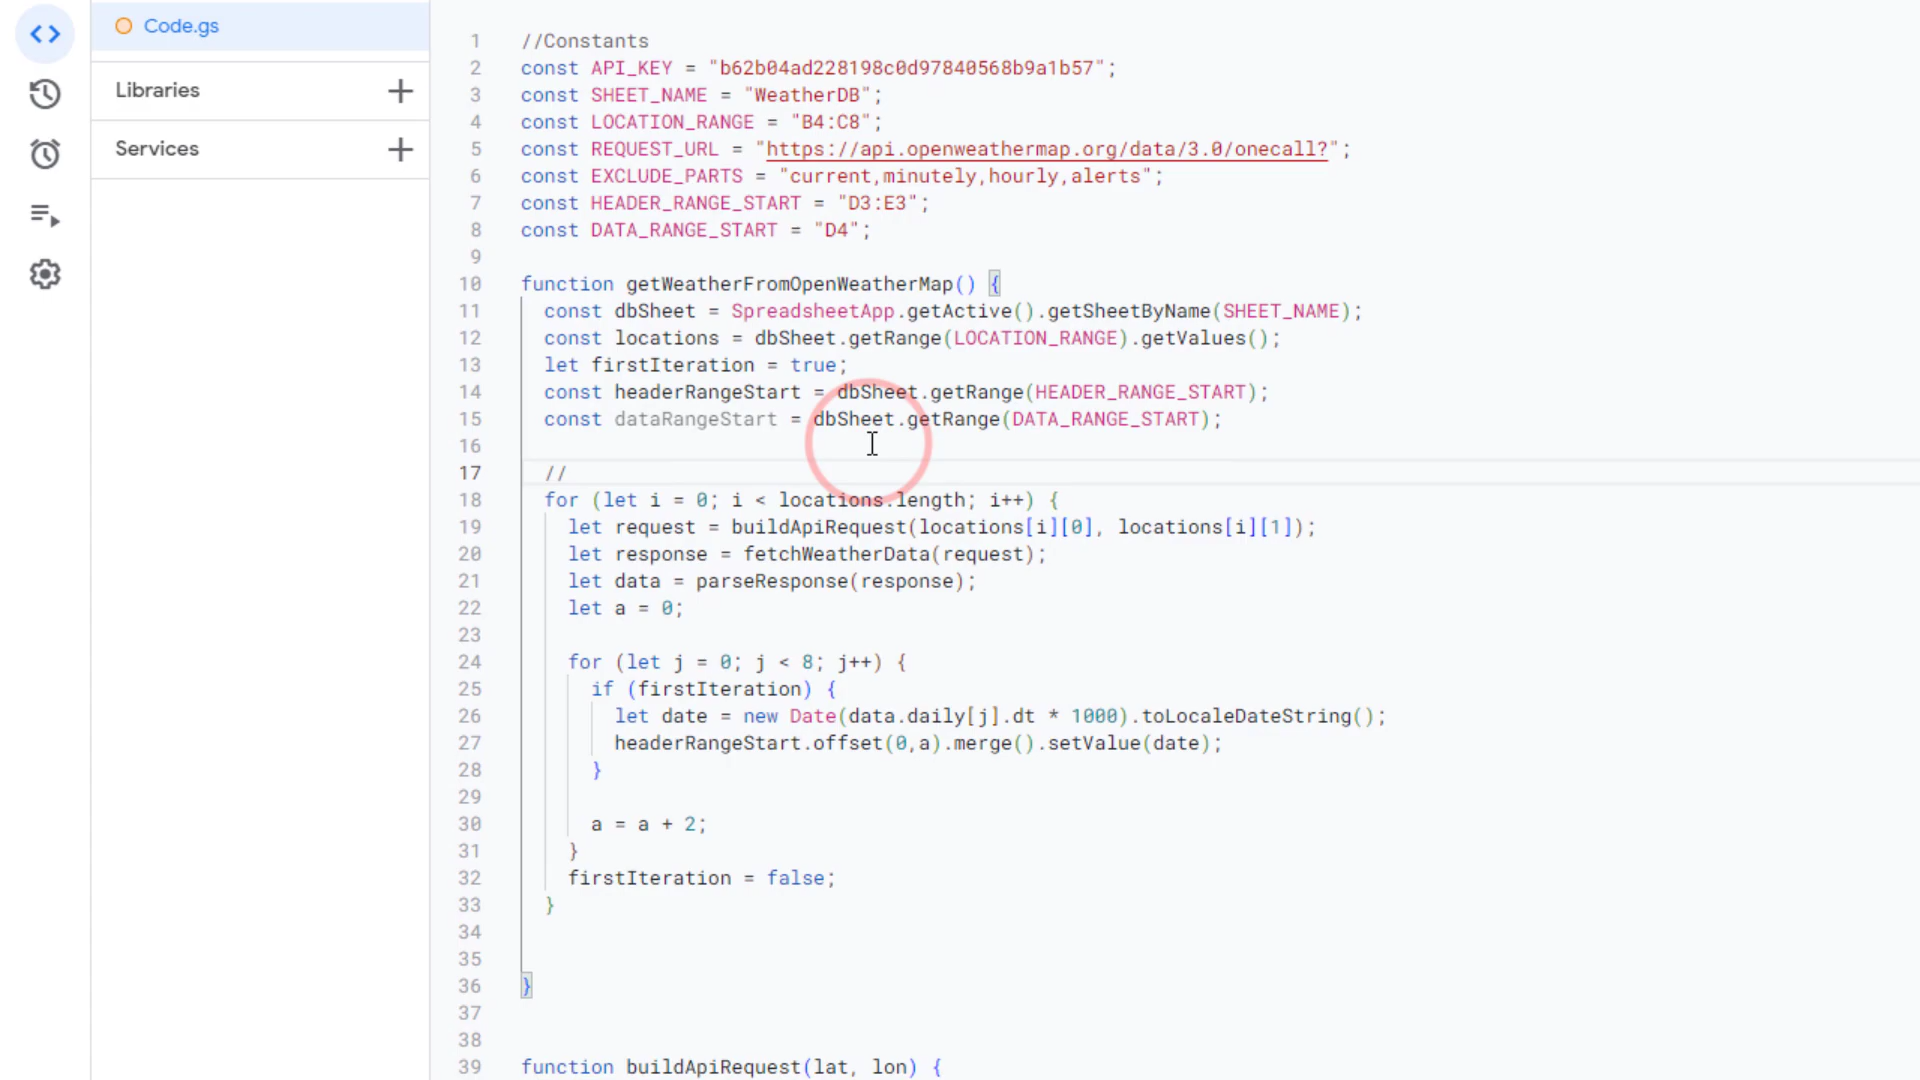 Code.gs
Libraries
Services
1 //Constants
2 const API_KEY = "b62b04ad228198c0d97840568b9a1b57";
3 const SHEET_NAME = "WeatherDB";
4 const LOCATION_RANGE = "B4:C8";
5 const REQUEST_URL = "https://api.openweathermap.org/data/3.0/onecall?";
6 const EXCLUDE_PARTS = "current,minutely,hourly,alerts";
7 const HEADER_RANGE_START = "D3:E3";
8 const DATA_RANGE_START = "D4";
9
10 function getWeatherFromOpenWeatherMap() {
11 const dbSheet = SpreadsheetApp.getActive().getSheetByName(SHEET_NAME);
12 const locations = dbSheet.getRange(LOCATION_RANGE).getValues();
13 let firstIteration = true;
14 const headerRangeStart = dbSheet.getRange(HEADER_RANGE_START);
15 const dataRangeStart = dbSheet.getRange(DATA_RANGE_START);
16
17 //
18 for (let i = 0; i < locations.length; i++) {
19 let request = buildApiRequest(locations[i][0], locations[i][1]);
20 let response = fetchWeatherData(request);
21 let data = parseResponse(response);
22 let a = 0;
23
24 for (let j = 0; j < 8; j++) {
25 if (firstIteration) {
26 let date = new Date(data.daily[j].dt * 1000).toLocaleDateString();
27 headerRangeStart.offset(0,a).merge().setValue(date);
28 }
29
30 a = a + 2;
31 }
32 firstIteration = false;
33 }
34
35
36 }
37
38
39 function buildApiRequest(lat, lon) {